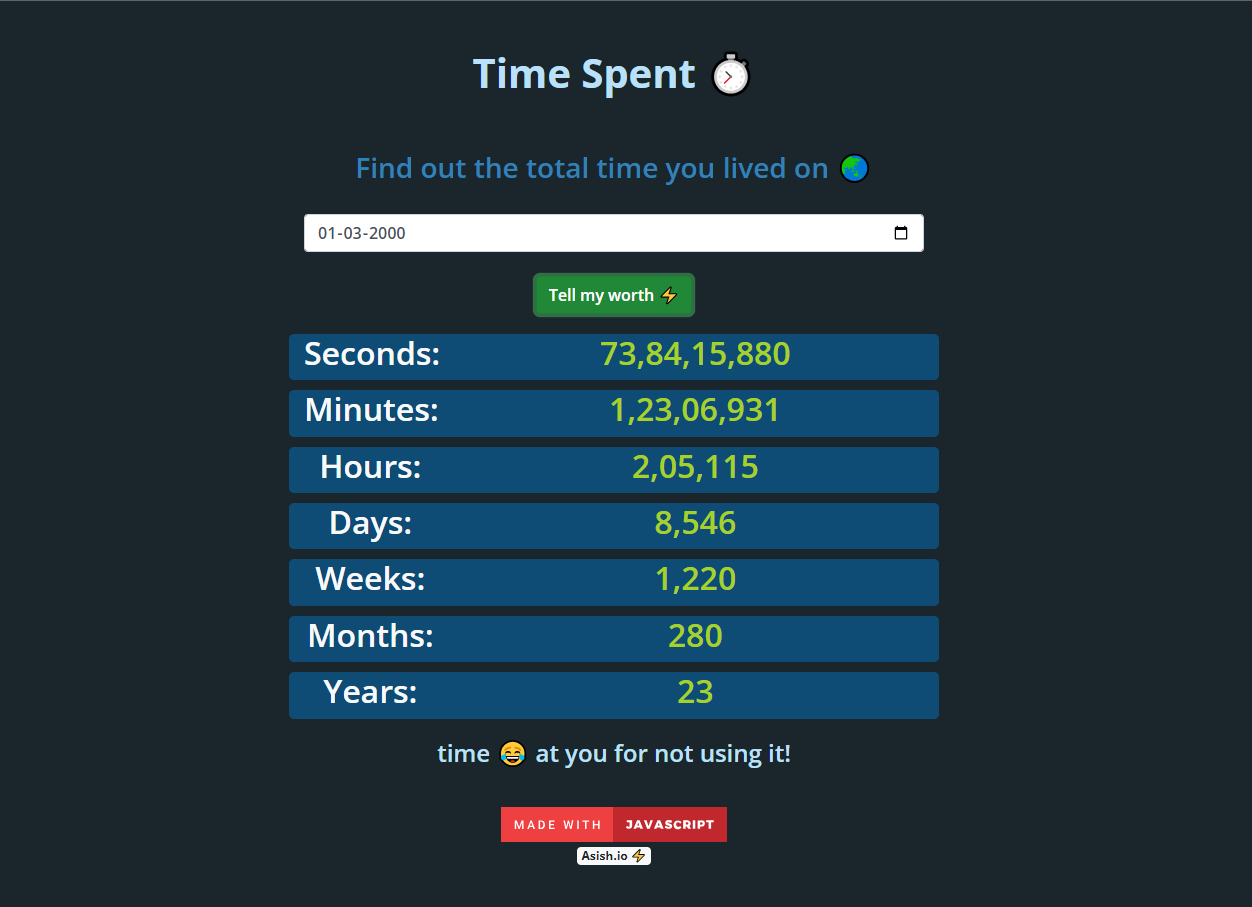 Time Spent ⏱
Find out the total time you lived on 🌏
01-03-2000
Tell my worth ⚡
Seconds: 73,84,15,880
Minutes: 1,23,06,931
Hours: 2,05,115
Days: 8,546
Weeks: 1,220
Months: 280
Years: 23
time 😂 at you for not using it!
MADE WITH JAVASCRIPT
Asish.io ⚡